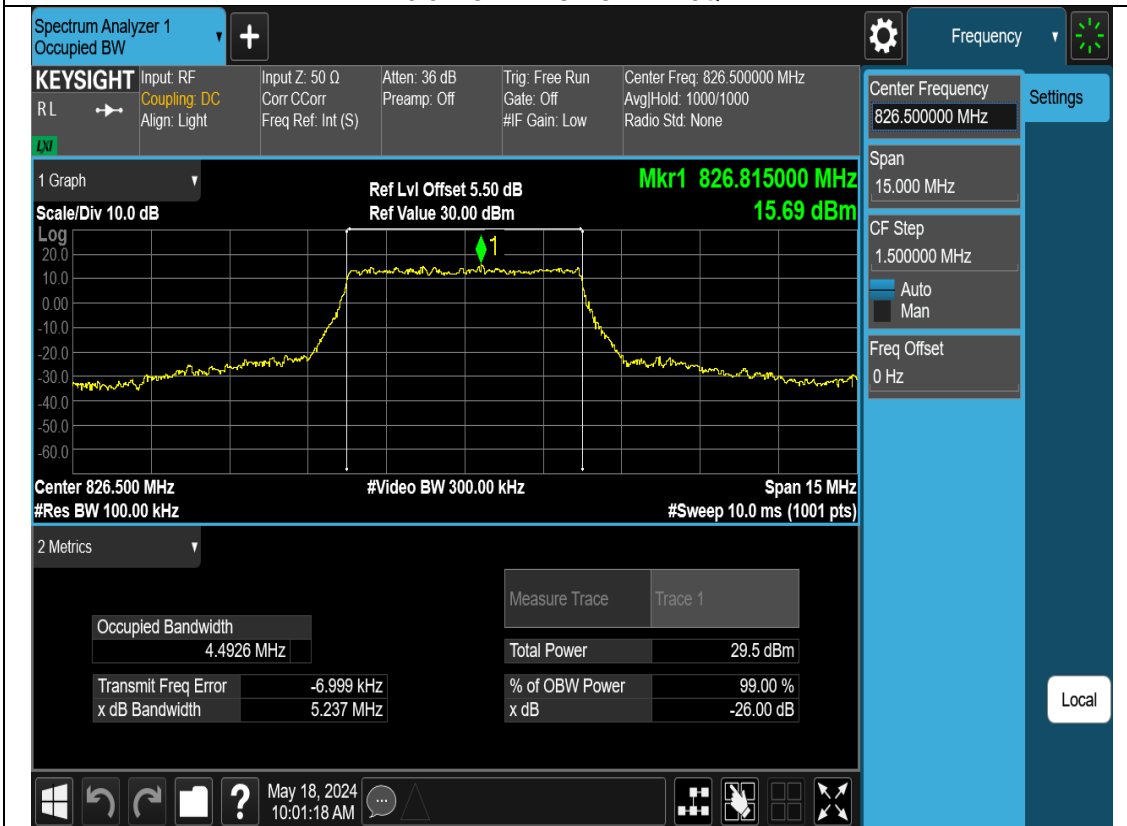 Spectrum Analyzer 1
Occupied BW
+
Frequency
KEYSIGHT
R L
LXI
Input: RF
Coupling: DC
Align: Light
Input Z: 50 Ω
Corr CCorr
Freq Ref: Int (S)
Atten: 36 dB
Preamp: Off
Trig: Free Run
Gate: Off
#IF Gain: Low
Center Freq: 826.500000 MHz
Avg|Hold: 1000/1000
Radio Std: None
Center Frequency
826.500000 MHz
Settings
Span
15.000 MHz
CF Step
1.500000 MHz
Auto
Man
Freq Offset
0 Hz
1 Graph
Scale/Div 10.0 dB
Ref Lvl Offset 5.50 dB
Ref Value 30.00 dBm
Mkr1 826.815000 MHz
15.69 dBm
Log
1
20.0
10.0
0.00
-10.0
-20.0
-30.0
-40.0
-50.0
-60.0
Center 826.500 MHz
#Video BW 300.00 kHz
Span 15 MHz
#Res BW 100.00 kHz
#Sweep 10.0 ms (1001 pts)
2 Metrics
Measure Trace
Trace 1
Occupied Bandwidth
4.4926 MHz
Total Power
29.5 dBm
Transmit Freq Error
-6.999 kHz
% of OBW Power
99.00 %
x dB Bandwidth
5.237 MHz
x dB
-26.00 dB
Local
?
May 18, 2024
10:01:18 AM